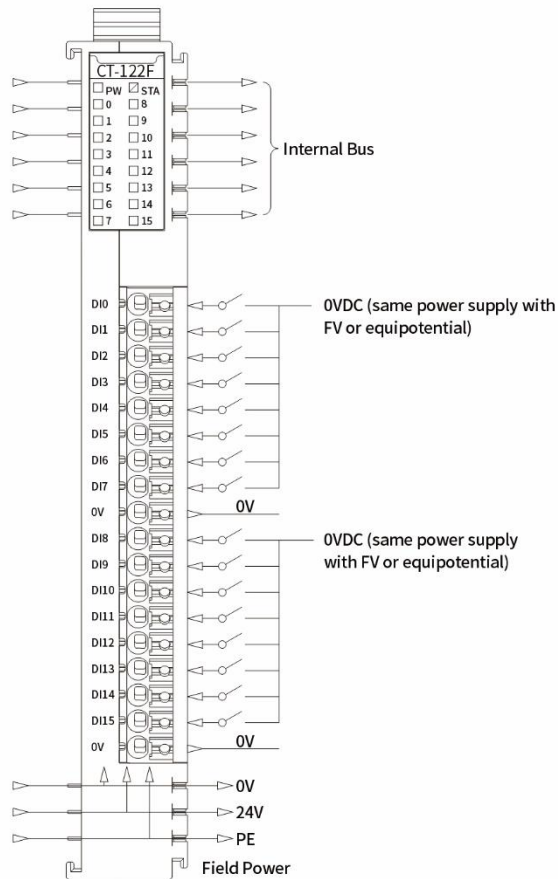 CT-122F
PW STA
0 8
1 9
2 10
3 11
4 12
5 13
6 14
7 15
Internal Bus
DI0
DI1
DI2
DI3
DI4
DI5
DI6
DI7
0V
DI8
DI9
DI10
DI11
DI12
DI13
DI14
DI15
0V
0VDC (same power supply with
FV or equipotential)
0V
0VDC (same power supply
with FV or equipotential)
0V
0V
24V
PE
Field Power